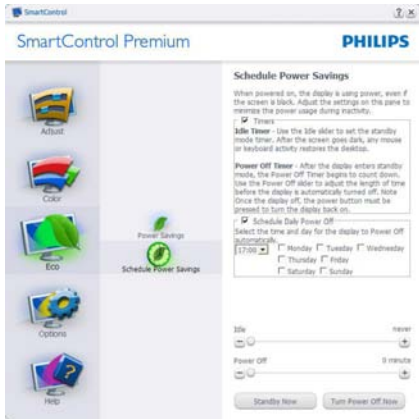 SmartControl
SmartControl Premium
PHILIPS
Adjust
Color
Eco
Options
Help
Power Savings
Schedule Power Savings
Schedule Power Savings
When powered on, the display is using power, even if
the screen is black. Adjust the settings on this pane to
minimize the power usage during inactivity.
Timers
Idle Timer - Use the Idle slider to set the standby
mode timer. After the screen goes dark, any mouse
or keyboard activity restores the desktop.
Power Off Timer - After the display enters standby
mode, the Power Off Timer begins to count down.
Use the Power Off slider to adjust the length of time
before the display is automatically turned off. Note
Once the display off, the power button must be
pressed to turn the display back on.
Schedule Daily Power Off
Select the time and day for the display to Power Off
automatically.
17:00 Monday Tuesday Wednesday
Thursday Friday
Saturday Sunday
Idle never
Power Off 0 minute
Standby Now Turn Power Off Now